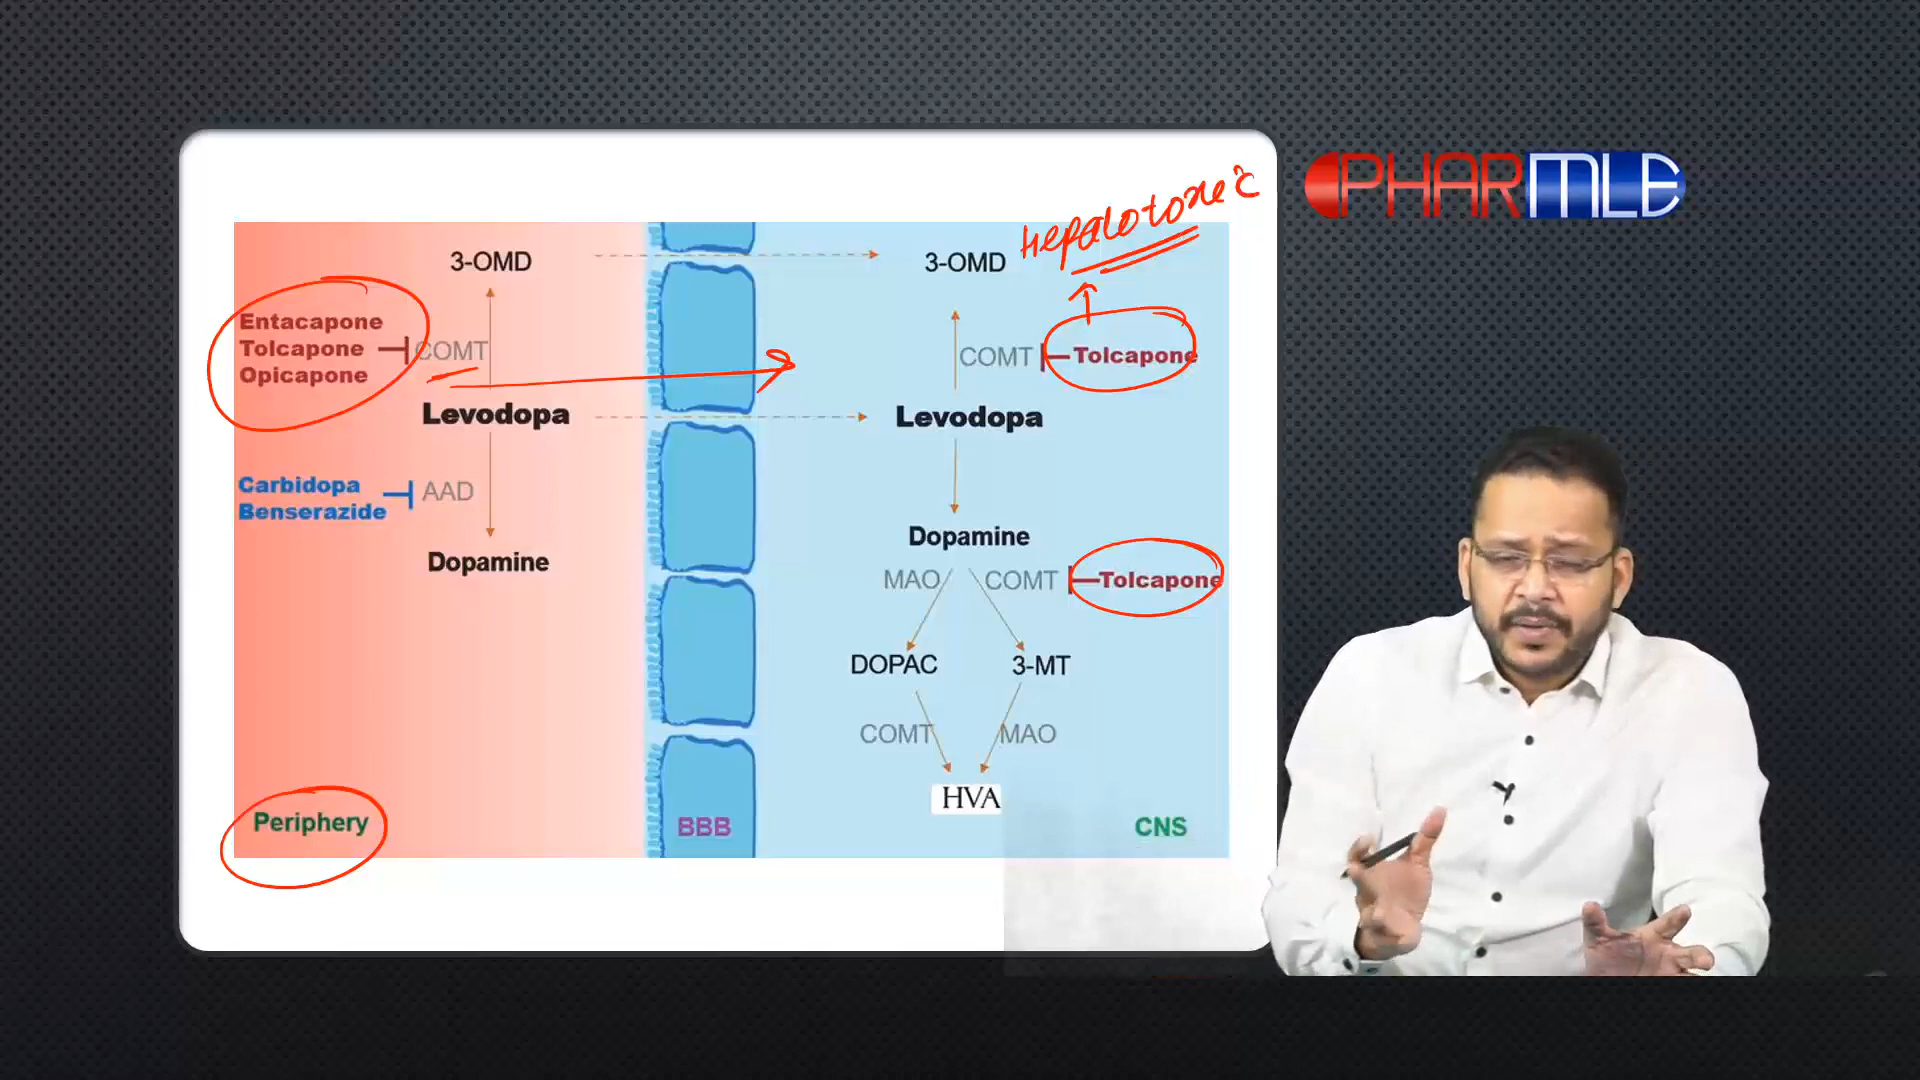 PHARMLE
Hepatotoxic
3-OMD
3-OMD
Entacapone
Tolcapone
Opicapone
COMT
COMT
Tolcapone
Levodopa
Levodopa
Carbidopa
Benserazide
AAD
Dopamine
Dopamine
MAO
COMT
Tolcapone
DOPAC
3-MT
COMT
MAO
HVA
Periphery
BBB
CNS